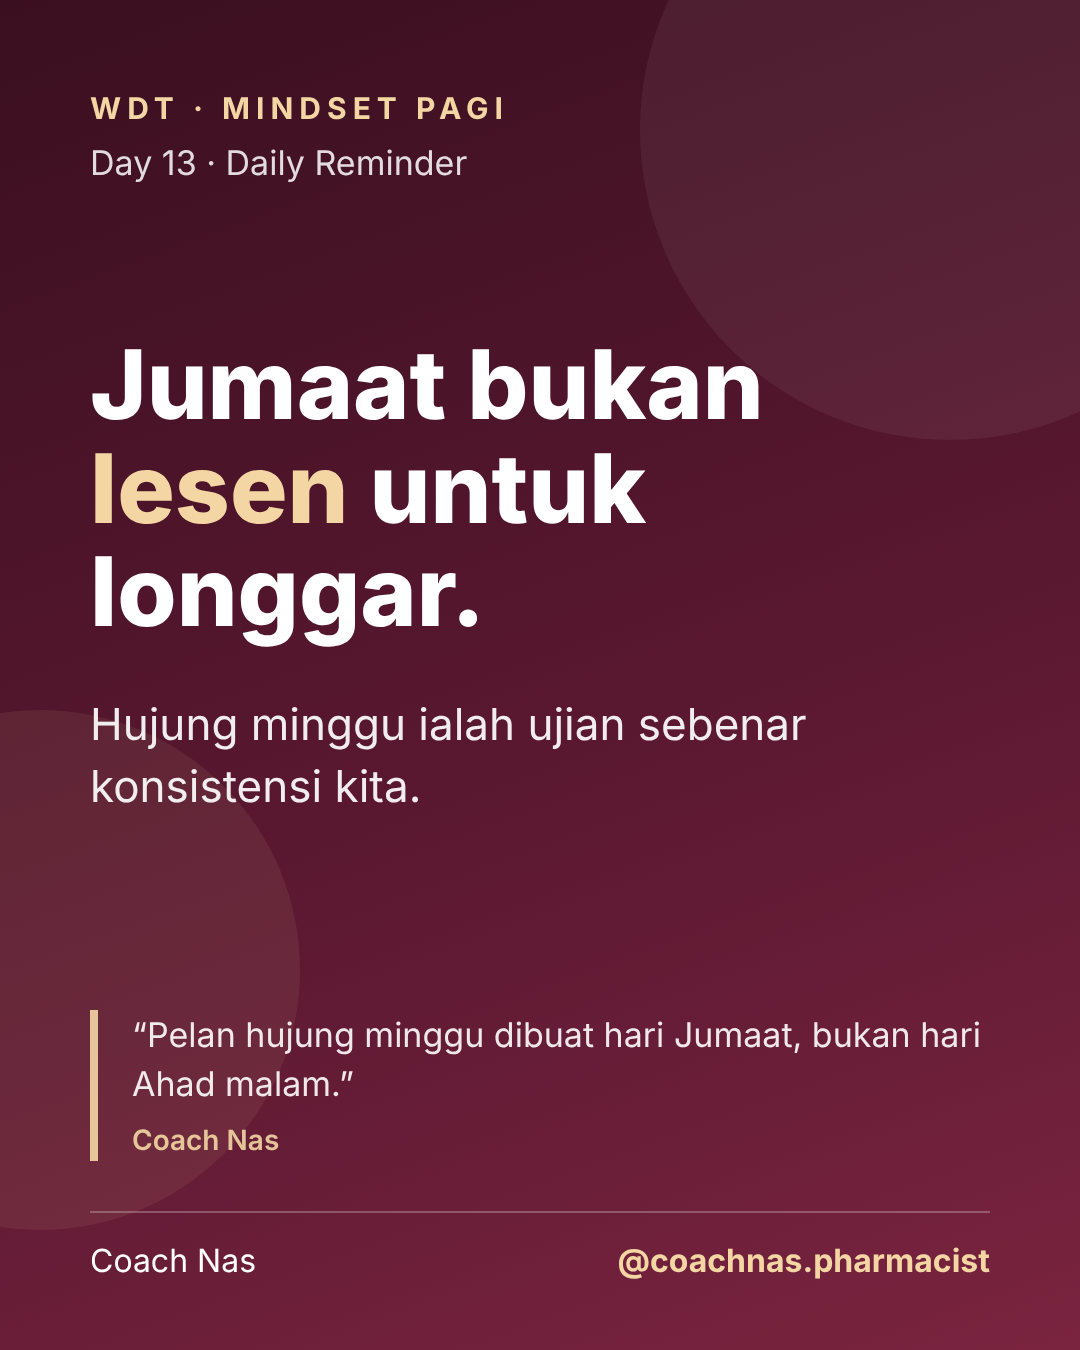 WDT · MINDSET PAGI
Day 13 · Daily Reminder
Jumaat bukan
lesen untuk
longgar.
Hujung minggu ialah ujian sebenar
konsistensi kita.
“Pelan hujung minggu dibuat hari Jumaat, bukan hari
Ahad malam.”
Coach Nas
Coach Nas
@coachnas.pharmacist